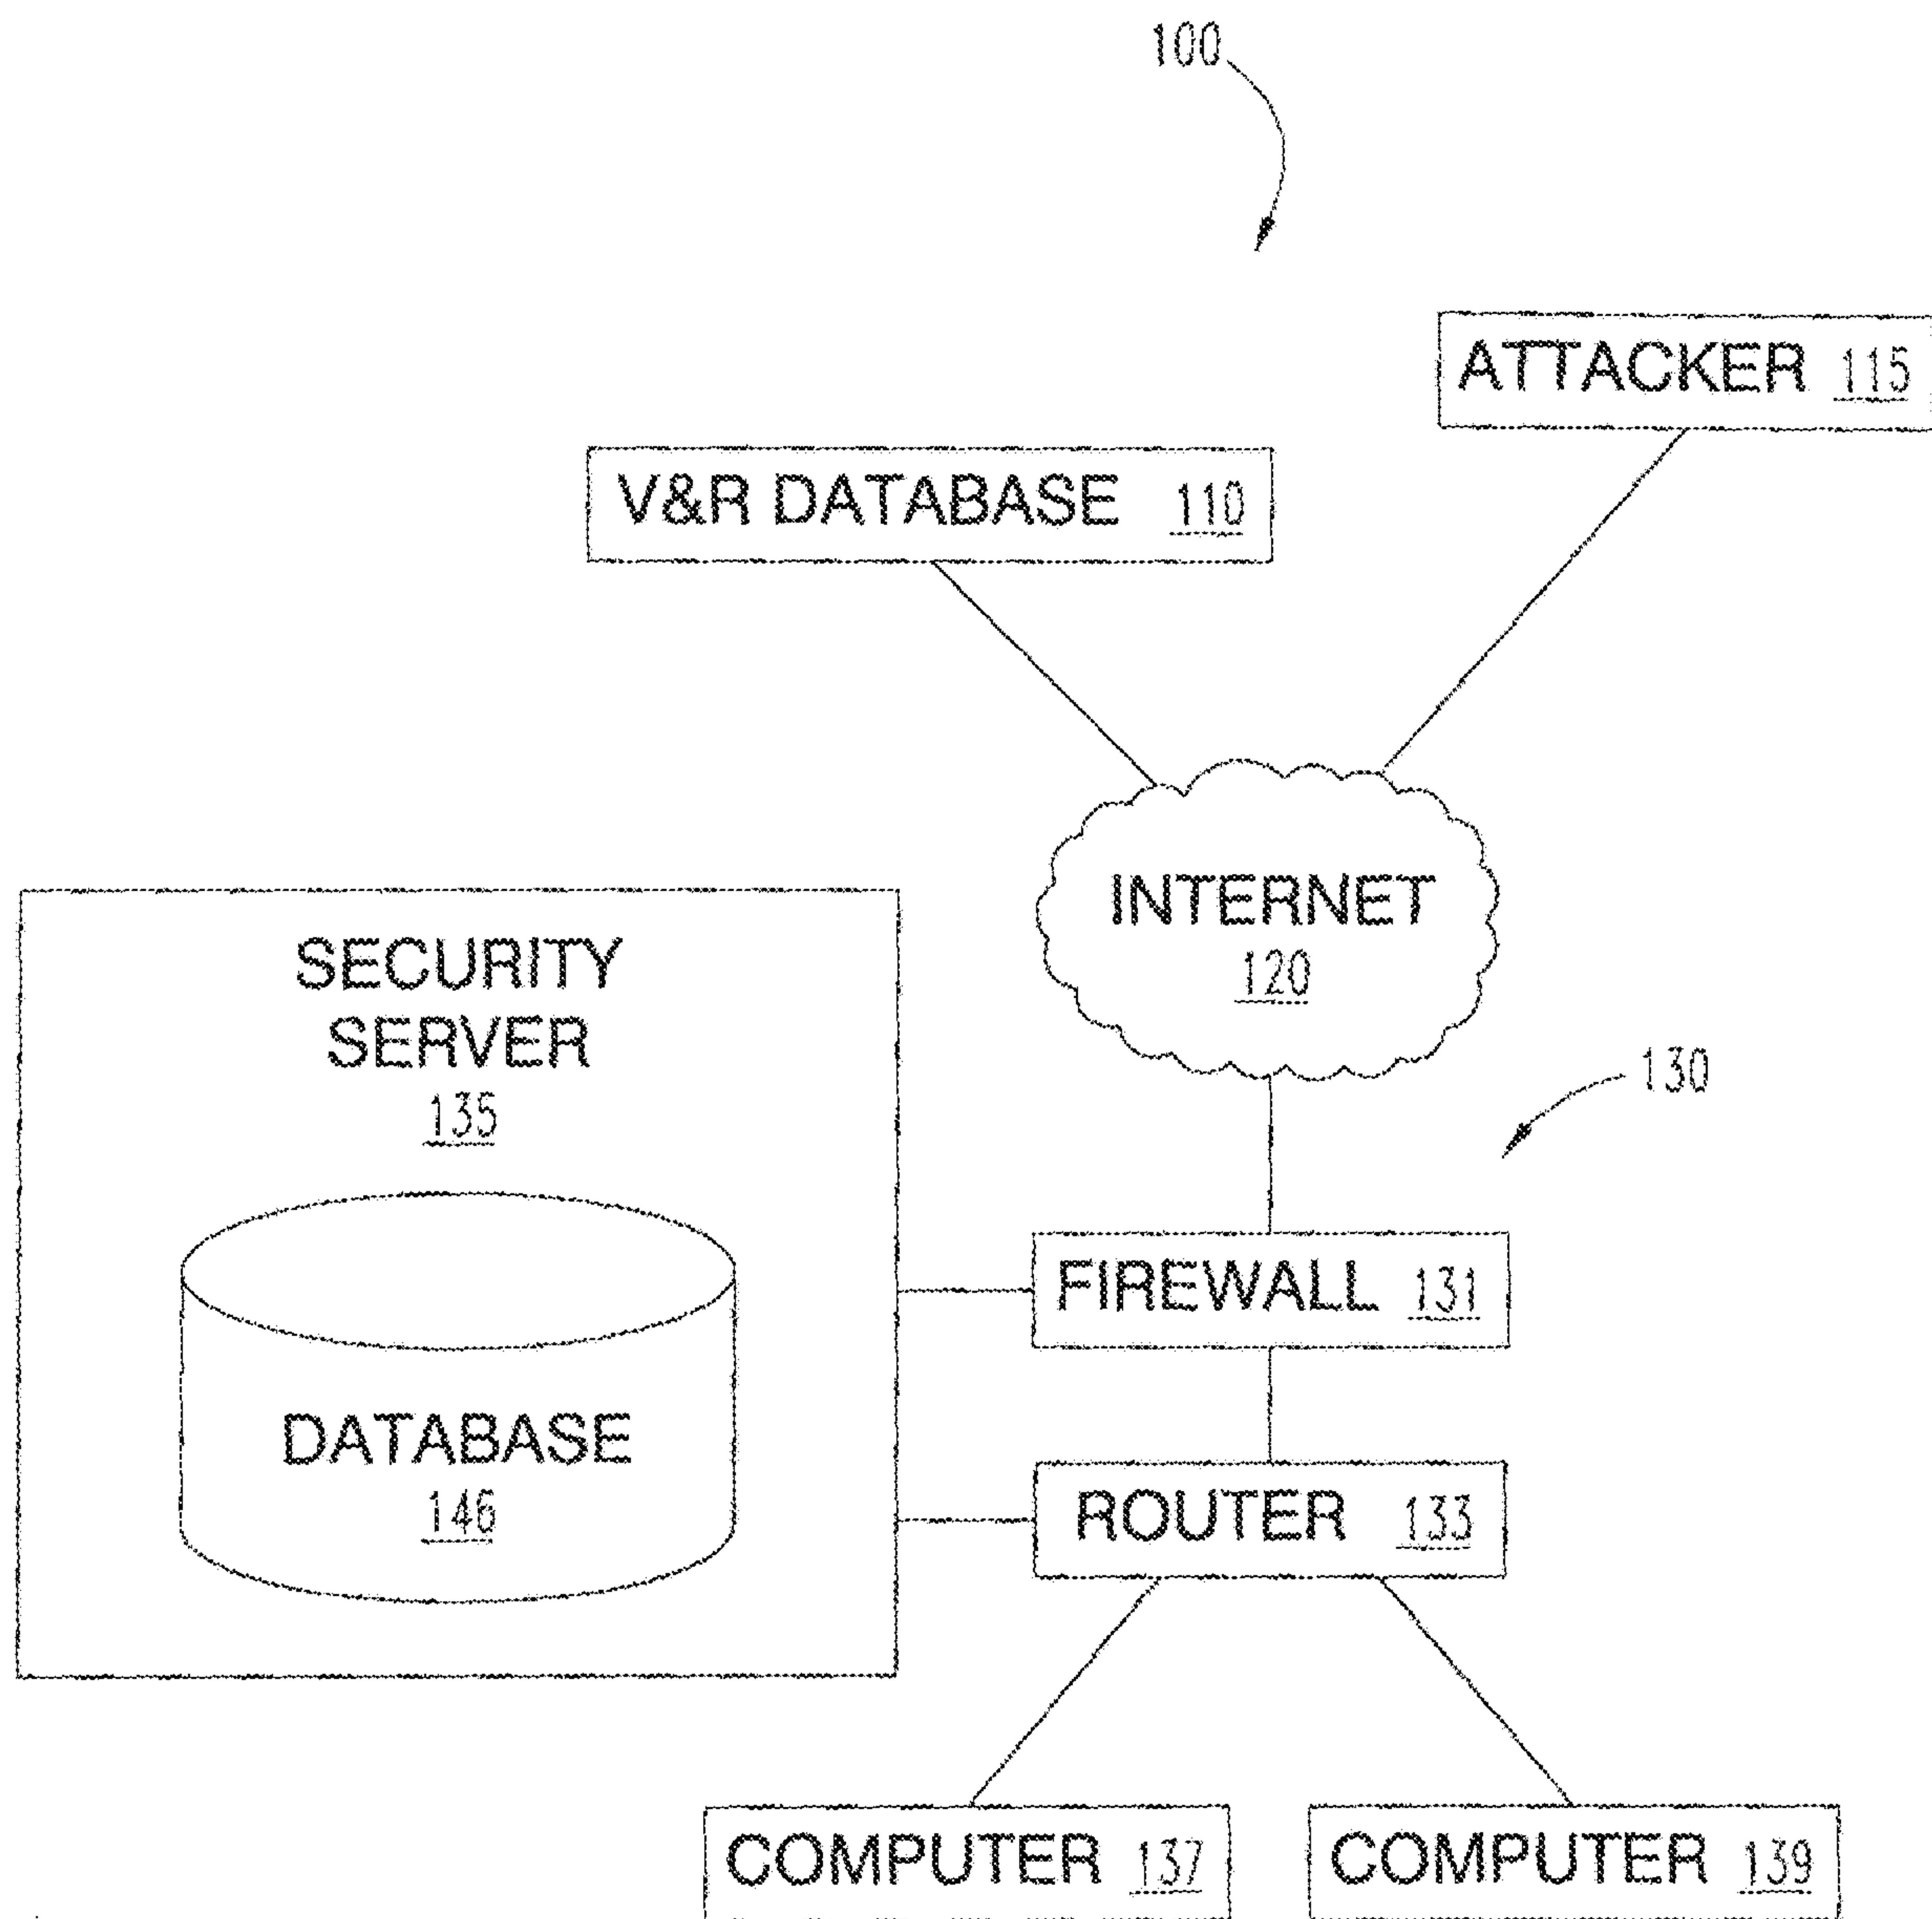 100
ATTACKER 115
V&R DATABASE 110
INTERNET
120
SECURITY
SERVER
135
130
FIREWALL 131
DATABASE
146
ROUTER 133
COMPUTER 137
COMPUTER 139